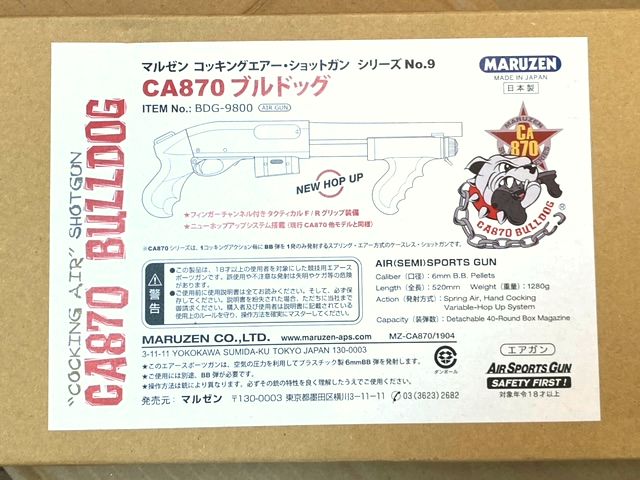 マルゼン コッキングエアー・ショットガン シリーズ No.9
CA870 ブルドッグ
ITEM No.: BDG-9800 AIR GUN
MARUZEN
MADE IN JAPAN
日本製
"COCKING AIR" SHOTGUN
CA870 BULLDOG
NEW HOP UP
MARUZEN
CA
870
CA870 BULLDOG
®
★フィンガーチャンネル付きタクティカルF/Rグリップ装備
★ニューホップアップシステム搭載（現行CA870他モデルと同様）
※CA870シリーズは、1コッキングアクション毎にBB弾を1発のみ発射するスプリング・エアー方式のケースレス・ショットガンです。
警告
●この製品は、18才以上の使用者を対象にした競技用エアースポーツガンです。誤使用や不注意な発射は失明やケガ等の危険があります。
●ご使用前に使用説明書は全てお読みください。そして、必ず保存してください。説明書を紛失された場合、ただちに当社まで御請求ください。購入者及び使用者は説明書に記載されている使用上のルールを守り、操作方法を確実にマスターしてください。
AIR(SEMI)SPORTS GUN
Caliber（口径）: 6mm B.B. Pellets
Length（全長）: 520mm Weight（重量）: 1280g
Action（発射方式）: Spring Air, Hand Cocking
Variable-Hop Up System
Capacity（装弾数）: Detachable 40-Round Box Magazine
MARUZEN CO.,LTD. www.maruzen-aps.com MZ-CA870/1904
3-11-11 YOKOKAWA SUMIDA-KU TOKYO JAPAN 130-0003
★このエアースポーツガンは、空気の圧力を利用してプラスチック製6mmBB弾を発射します。
★ご使用には別途、BB弾が必要です。
★操作方法は銃により異なります。必ずその銃の特性を良く理解したうえでご使用ください。
発売元: マルゼン 〒130-0003 東京都墨田区横川3-11-11 03(3623)2682
ダンボール
エアガン
AIR SPORTS GUN
SAFETY FIRST!
対象年令18才以上